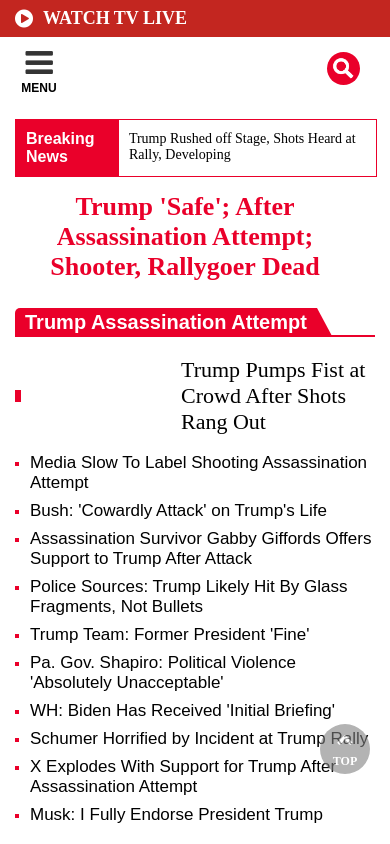 WATCH TV LIVE
MENU
Breaking
News
Trump Rushed off Stage, Shots Heard at
Rally, Developing
Trump 'Safe'; After
Assassination Attempt;
Shooter, Rallygoer Dead
Trump Assassination Attempt
Trump Pumps Fist at
Crowd After Shots
Rang Out
Media Slow To Label Shooting Assassination
Attempt
Bush: 'Cowardly Attack' on Trump's Life
Assassination Survivor Gabby Giffords Offers
Support to Trump After Attack
Police Sources: Trump Likely Hit By Glass
Fragments, Not Bullets
Trump Team: Former President 'Fine'
Pa. Gov. Shapiro: Political Violence
'Absolutely Unacceptable'
WH: Biden Has Received 'Initial Briefing'
Schumer Horrified by Incident at Trump Rally
X Explodes With Support for Trump After
Assassination Attempt
TOP
Musk: I Fully Endorse President Trump